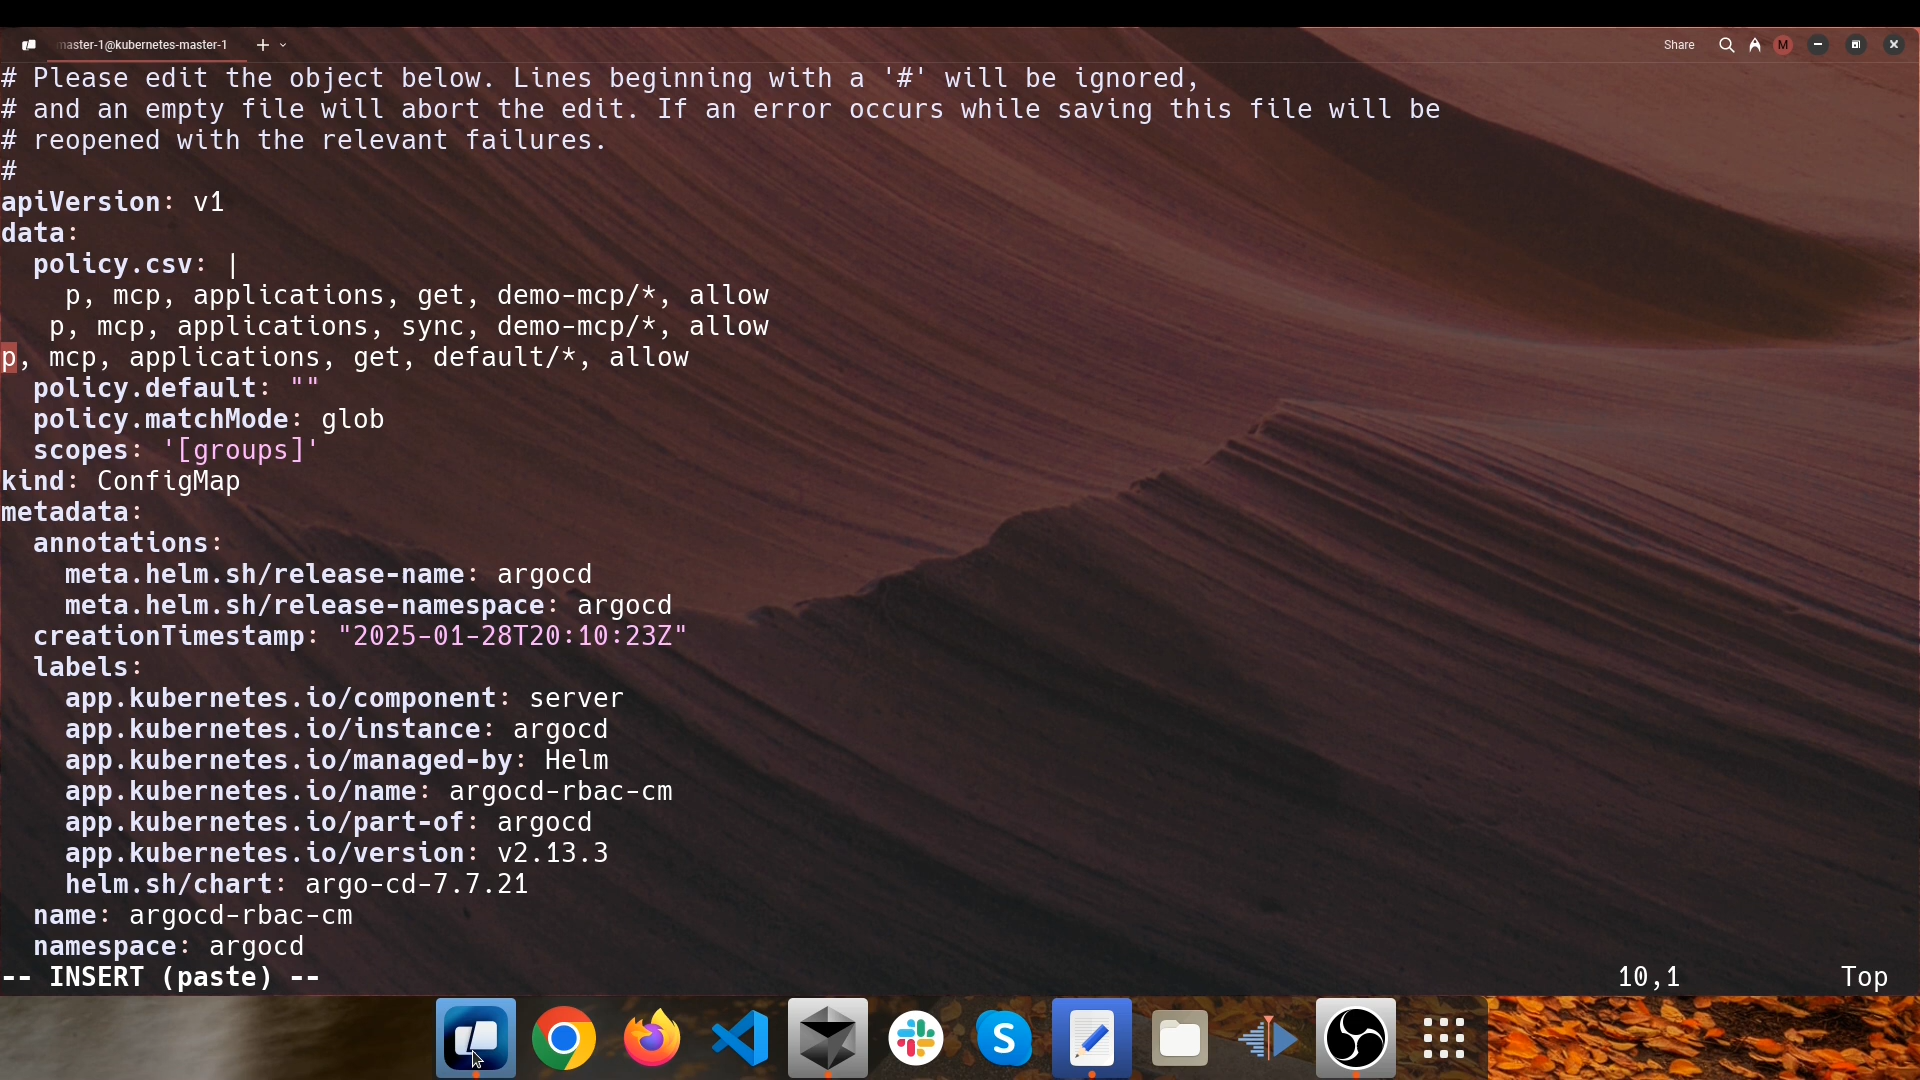 master-1@kubernetes-master-1
Share
M
# Please edit the object below. Lines beginning with a '#' will be ignored,
# and an empty file will abort the edit. If an error occurs while saving this file will be
# reopened with the relevant failures.
#
apiVersion: v1
data:
  policy.csv: |
    p, mcp, applications, get, demo-mcp/*, allow
   p, mcp, applications, sync, demo-mcp/*, allow
p, mcp, applications, get, default/*, allow
  policy.default: ""
  policy.matchMode: glob
  scopes: '[groups]'
kind: ConfigMap
metadata:
  annotations:
    meta.helm.sh/release-name: argocd
    meta.helm.sh/release-namespace: argocd
  creationTimestamp: "2025-01-28T20:10:23Z"
  labels:
    app.kubernetes.io/component: server
    app.kubernetes.io/instance: argocd
    app.kubernetes.io/managed-by: Helm
    app.kubernetes.io/name: argocd-rbac-cm
    app.kubernetes.io/part-of: argocd
    app.kubernetes.io/version: v2.13.3
    helm.sh/chart: argo-cd-7.7.21
  name: argocd-rbac-cm
  namespace: argocd
-- INSERT (paste) -- 10,1 Top
S